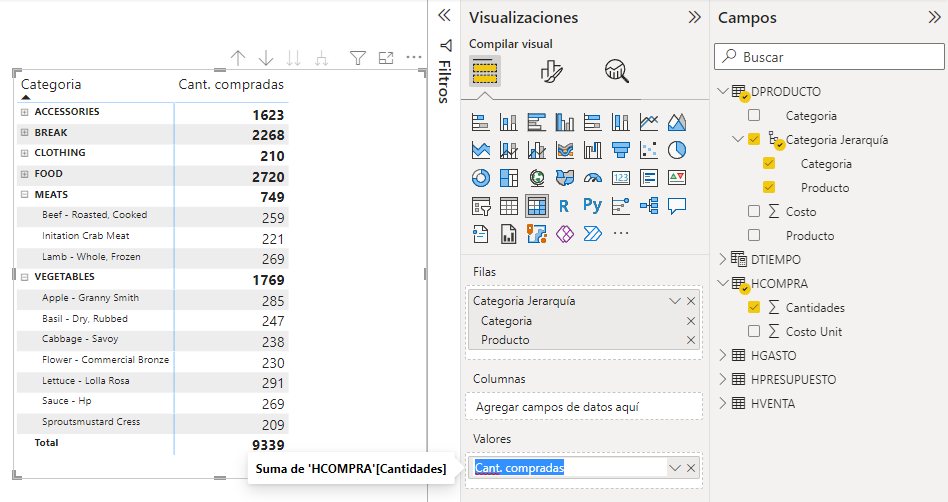 Categoria Cant. compradas
ACCESSORIES 1623
BREAK 2268
CLOTHING 210
FOOD 2720
MEATS 749
Beef - Roasted, Cooked 259
Initation Crab Meat 221
Lamb - Whole, Frozen 269
VEGETABLES 1769
Apple - Granny Smith 285
Basil - Dry, Rubbed 247
Cabbage - Savoy 238
Flower - Commercial Bronze 230
Lettuce - Lolla Rosa 291
Sauce - Hp 269
Sproutsmustard Cress 209
Total 9339
Filtros
Visualizaciones
Compilar visual
123
R
Py
Filas
Categoria Jerarquía
Categoria
Producto
Columnas
Agregar campos de datos aquí
Valores
Cant. compradas
Suma de 'HCOMPRA'[Cantidades]
Campos
Buscar
DPRODUCTO
Categoria
Categoria Jerarquía
Categoria
Producto
Σ Costo
Producto
DTIEMPO
HCOMPRA
Σ Cantidades
Σ Costo Unit
HGASTO
HPRESUPUESTO
HVENTA